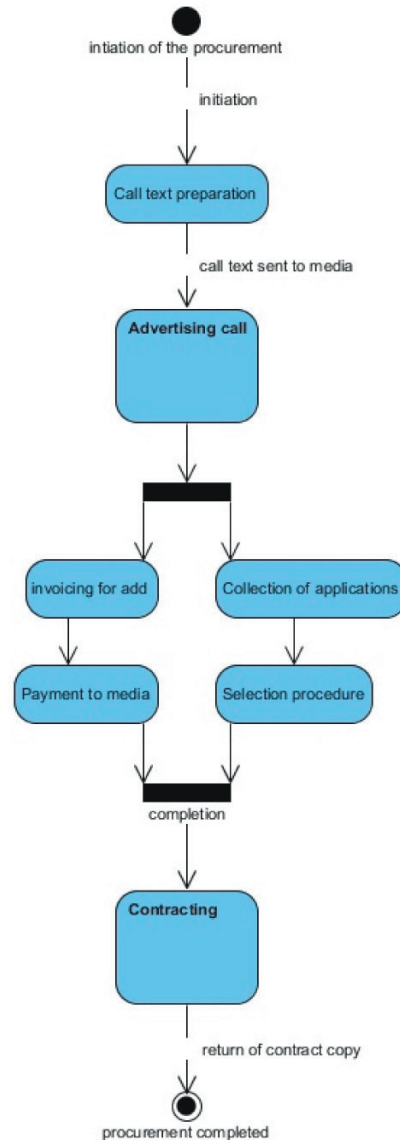 intiation of the procurement
initiation
Call text preparation
call text sent to media
Advertising call
invoicing for add
Collection of applications
Payment to media
Selection procedure
completion
Contracting
return of contract copy
procurement completed